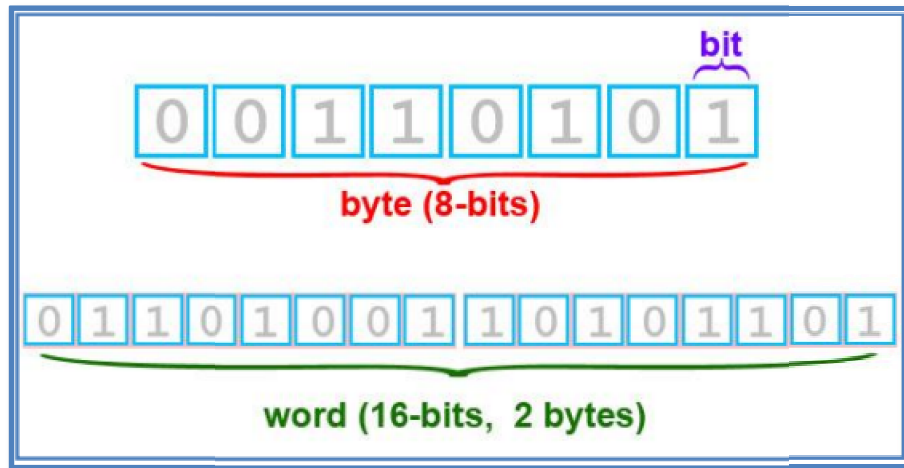 bit
0 0 1 1 0 1 0 1
byte (8-bits)
0 1 1 0 1 0 0 1 1 0 1 0 1 1 0 1
word (16-bits, 2 bytes)